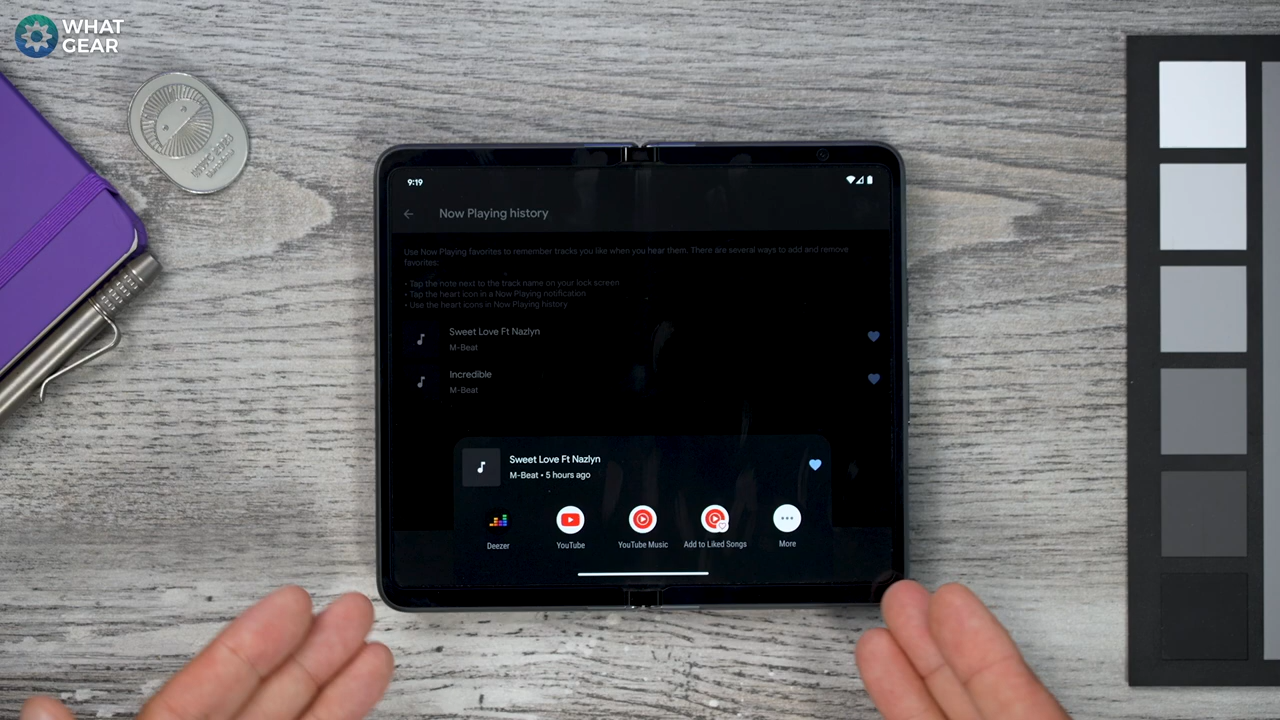 WHAT
GEAR
9:19
Now Playing history
Use Now Playing favorites to remember tracks you like when you hear them. There are several ways to add and remove
favorites:
• Tap the note next to the track name on your lock screen
• Tap the heart icon in a Now Playing notification
• Use the heart icons in Now Playing history
Sweet Love Ft Nazlyn
M-Beat
Incredible
M-Beat
Sweet Love Ft Nazlyn
M-Beat • 5 hours ago
Deezer
YouTube
YouTube Music
Add to Liked Songs
More